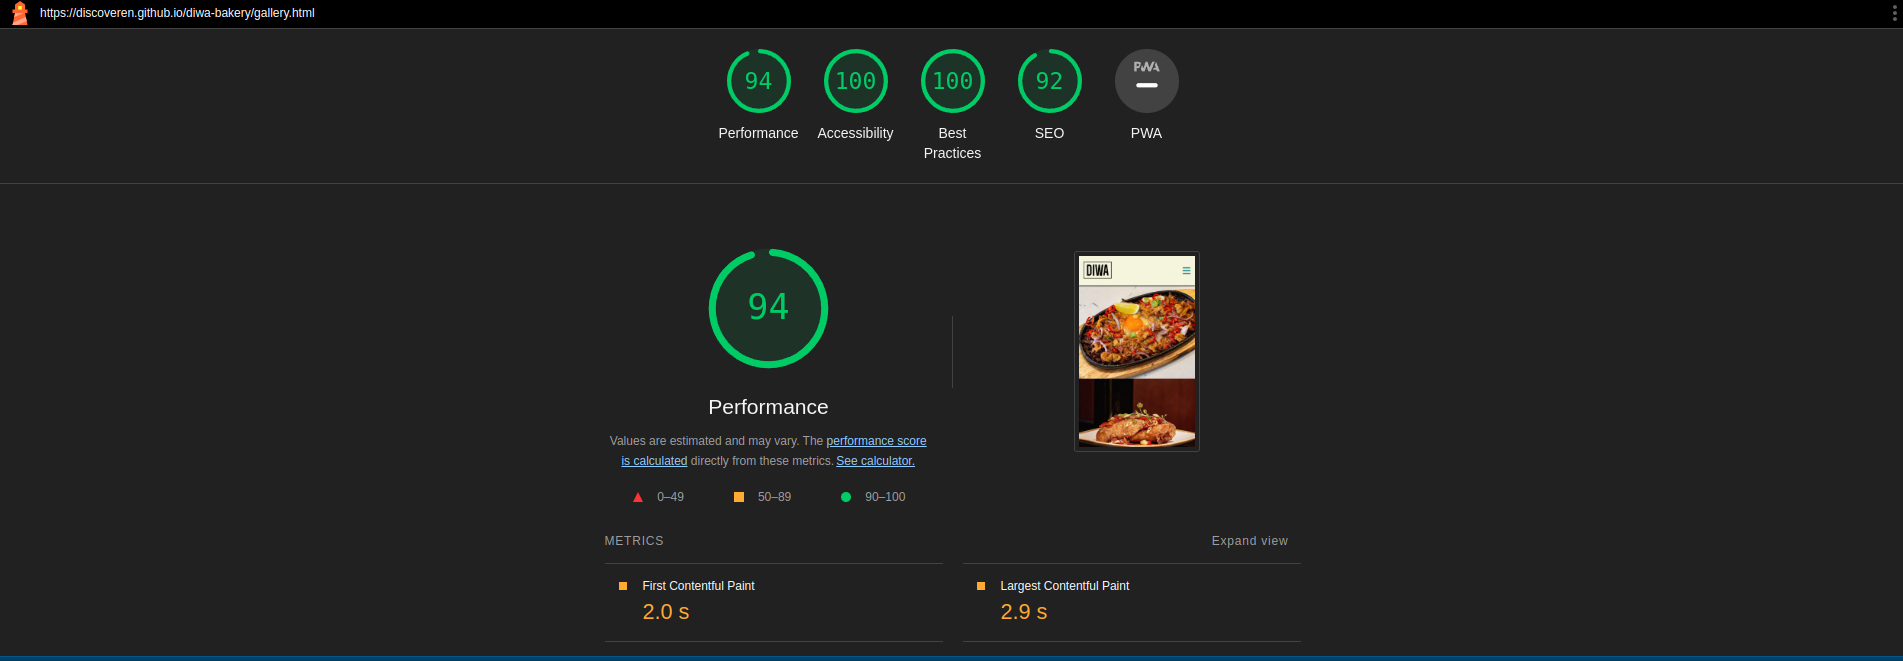 https://discoveren.github.io/diwa-bakery/gallery.html
94
100
100
92
PWA
Performance
Accessibility
Best
Practices
SEO
PWA
94
Performance
Values are estimated and may vary. The performance score
is calculated directly from these metrics. See calculator.
0–49
50–89
90–100
DIWA
METRICS
Expand view
First Contentful Paint
2.0 s
Largest Contentful Paint
2.9 s